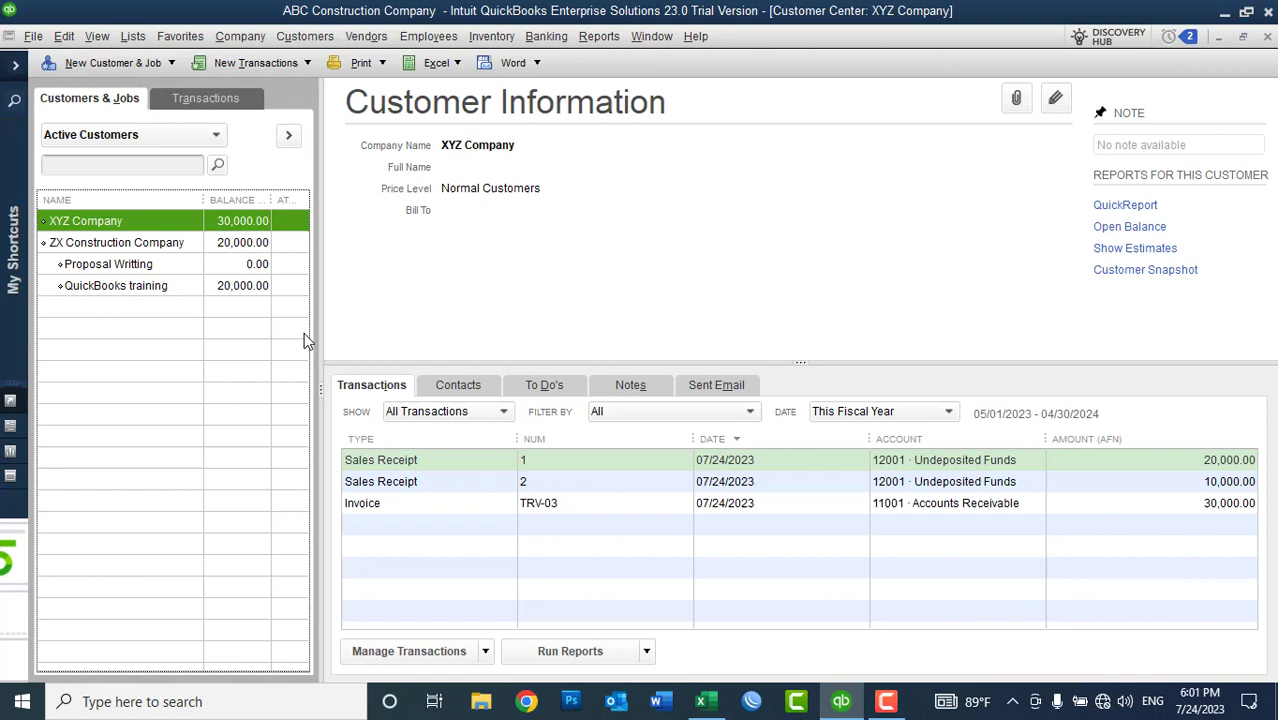 ABC Construction Company - Intuit QuickBooks Enterprise Solutions 23.0 Trial Version - [Customer Center: XYZ Company]
File Edit View Lists Favorites Company Customers Vendors Employees Inventory Banking Reports Window Help
DISCOVERY HUB 2
New Customer & Job New Transactions Print Excel Word
My Shortcuts
Customers & Jobs Transactions
Active Customers
NAME BALANCE ... AT...
XYZ Company 30,000.00
ZX Construction Company 20,000.00
Proposal Writting 0.00
QuickBooks training 20,000.00
Customer Information
Company Name XYZ Company
Full Name
Price Level Normal Customers
Bill To
NOTE
No note available
REPORTS FOR THIS CUSTOMER
QuickReport
Open Balance
Show Estimates
Customer Snapshot
Transactions Contacts To Do's Notes Sent Email
SHOW All Transactions FILTER BY All DATE This Fiscal Year 05/01/2023 - 04/30/2024
TYPE NUM DATE ACCOUNT AMOUNT (AFN)
Sales Receipt 1 07/24/2023 12001 · Undeposited Funds 20,000.00
Sales Receipt 2 07/24/2023 12001 · Undeposited Funds 10,000.00
Invoice TRV-03 07/24/2023 11001 · Accounts Receivable 30,000.00
Manage Transactions Run Reports
Type here to search
89°F ENG 6:01 PM
7/24/2023